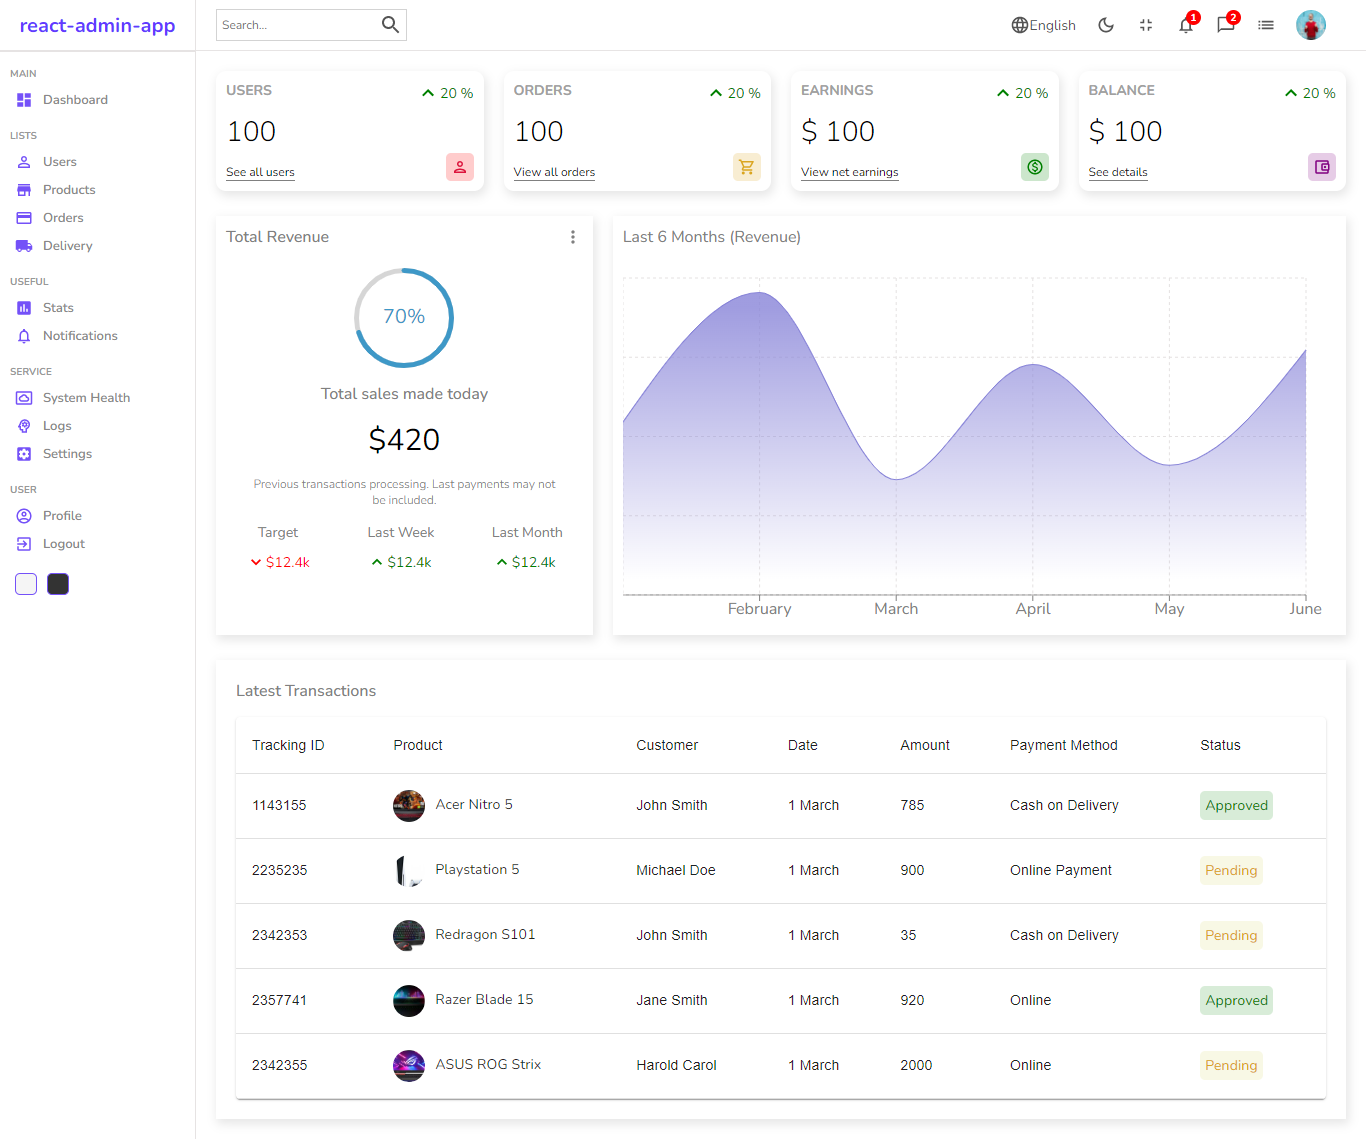 react-admin-app
Search...
English
1
2
MAIN
Dashboard
LISTS
Users
Products
Orders
Delivery
USEFUL
Stats
Notifications
SERVICE
System Health
Logs
Settings
USER
Profile
Logout
USERS
20 %
100
See all users
ORDERS
20 %
100
View all orders
EARNINGS
20 %
$ 100
View net earnings
BALANCE
20 %
$ 100
See details
Total Revenue
70%
Total sales made today
$420
Previous transactions processing. Last payments may not
be included.
Target Last Week Last Month
$12.4k $12.4k $12.4k
Last 6 Months (Revenue)
February March April May June
Latest Transactions
Tracking ID Product Customer Date Amount Payment Method Status
1143155 Acer Nitro 5 John Smith 1 March 785 Cash on Delivery Approved
2235235 Playstation 5 Michael Doe 1 March 900 Online Payment Pending
2342353 Redragon S101 John Smith 1 March 35 Cash on Delivery Pending
2357741 Razer Blade 15 Jane Smith 1 March 920 Online Approved
2342355 ASUS ROG Strix Harold Carol 1 March 2000 Online Pending